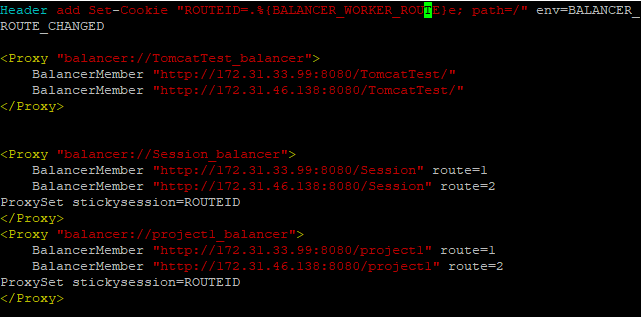 Header add Set-Cookie "ROUTEID=.%{BALANCER_WORKER_ROUTE}e; path=/" env=BALANCER_
ROUTE_CHANGED
<Proxy "balancer://TomcatTest_balancer">
BalancerMember "http://172.31.33.99:8080/TomcatTest/"
BalancerMember "http://172.31.46.138:8080/TomcatTest/"
</Proxy>
<Proxy "balancer://Session_balancer">
BalancerMember "http://172.31.33.99:8080/Session" route=1
BalancerMember "http://172.31.46.138:8080/Session" route=2
ProxySet stickysession=ROUTEID
</Proxy>
<Proxy "balancer://project1_balancer">
BalancerMember "http://172.31.33.99:8080/project1" route=1
BalancerMember "http://172.31.46.138:8080/project1" route=2
ProxySet stickysession=ROUTEID
</Proxy>